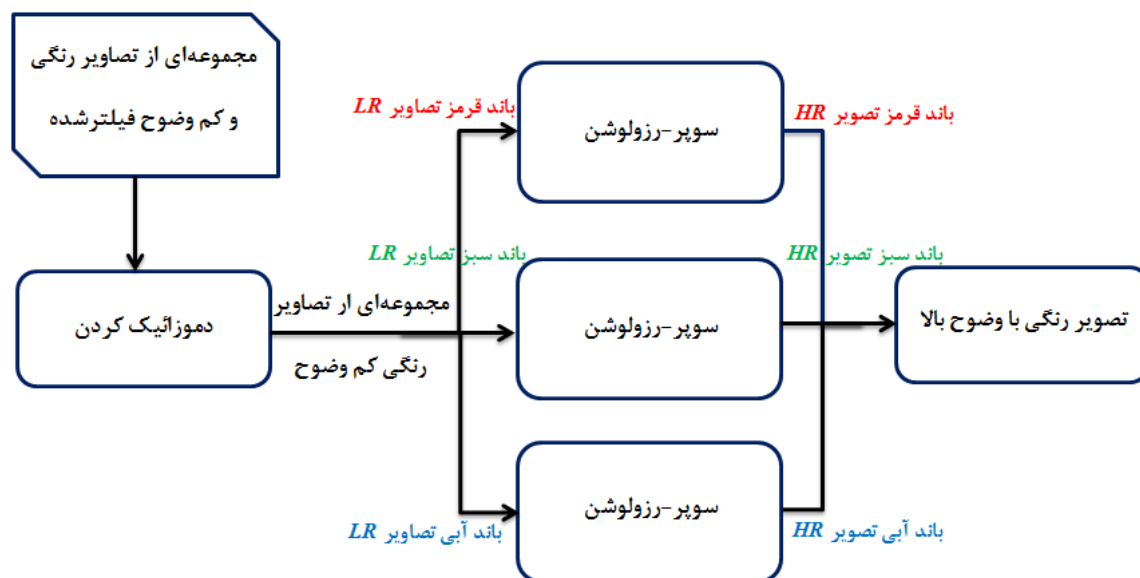 مجموعه‌ای از تصاویر رنگی
و کم وضوح فیلترشده
دموزائیک کردن
مجموعه‌ای ار تصاویر
رنگی کم وضوح
باند قرمز تصاویر LR
سوپر-رزولوشن
باند قرمز تصویر HR
باند سبز تصاویر LR
سوپر-رزولوشن
باند سبز تصویر HR
باند آبی تصاویر LR
سوپر-رزولوشن
باند آبی تصویر HR
تصویر رنگی با وضوح بالا